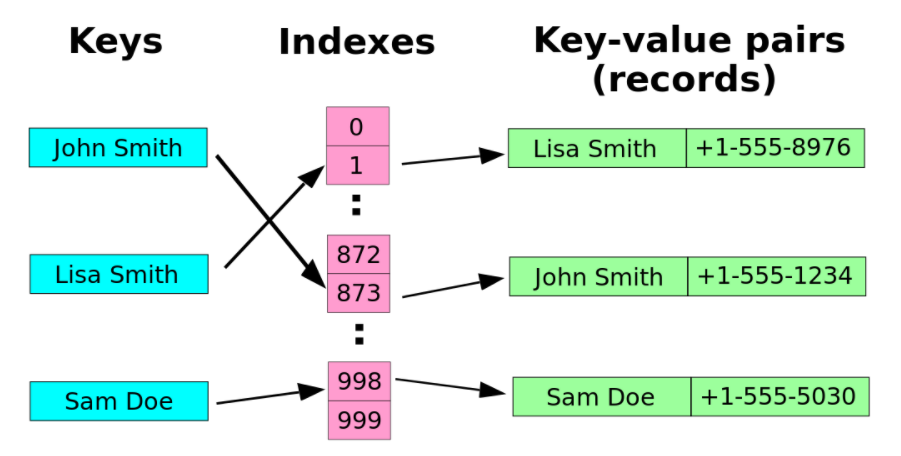 Keys
Indexes
Key-value pairs
(records)
John Smith
Lisa Smith
Sam Doe
0
1
:
872
873
:
998
999
Lisa Smith +1-555-8976
John Smith +1-555-1234
Sam Doe +1-555-5030